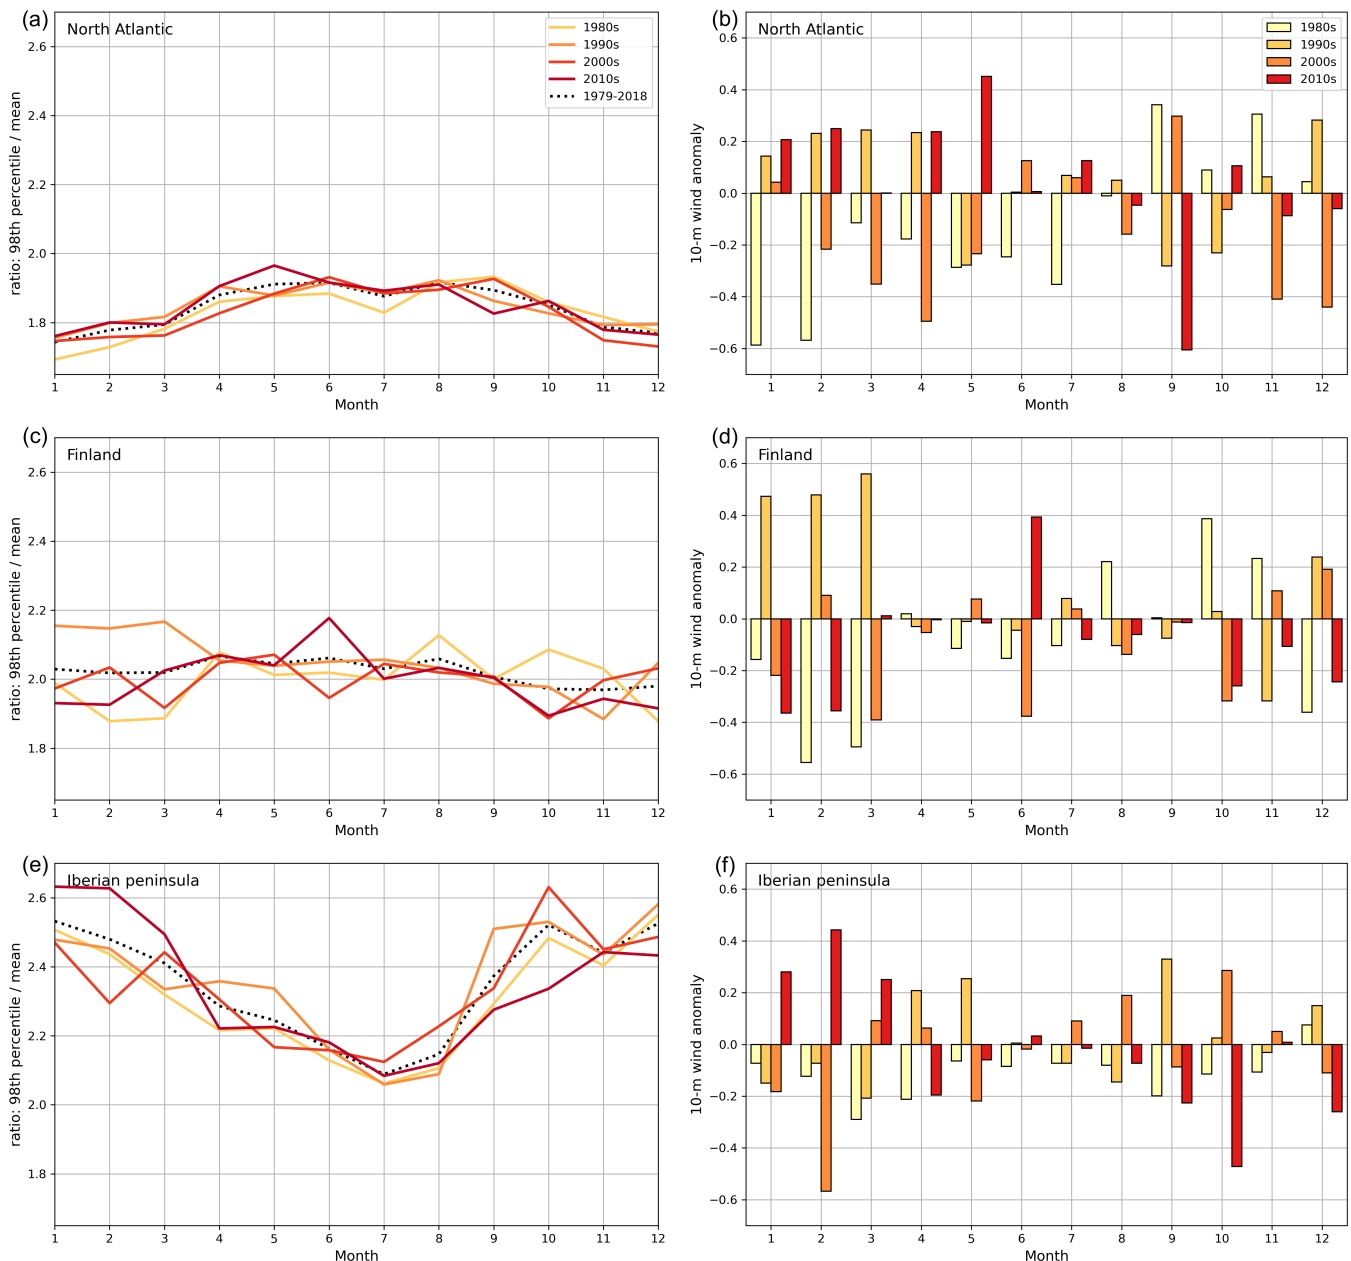 (a)
North Atlantic
1980s
1990s
2000s
2010s
1979-2018
2.6
2.4
2.2
2.0
1.8
ratio: 98th percentile / mean
1 2 3 4 5 6 7 8 9 10 11 12
Month
(b)
North Atlantic
1980s
1990s
2000s
2010s
0.6
0.4
0.2
0.0
−0.2
−0.4
−0.6
10-m wind anomaly
1 2 3 4 5 6 7 8 9 10 11 12
Month
(c)
Finland
2.6
2.4
2.2
2.0
1.8
ratio: 98th percentile / mean
1 2 3 4 5 6 7 8 9 10 11 12
Month
(d)
Finland
0.6
0.4
0.2
0.0
−0.2
−0.4
−0.6
10-m wind anomaly
1 2 3 4 5 6 7 8 9 10 11 12
Month
(e)
Iberian peninsula
2.6
2.4
2.2
2.0
1.8
ratio: 98th percentile / mean
1 2 3 4 5 6 7 8 9 10 11 12
Month
(f)
Iberian peninsula
0.6
0.4
0.2
0.0
−0.2
−0.4
−0.6
10-m wind anomaly
1 2 3 4 5 6 7 8 9 10 11 12
Month